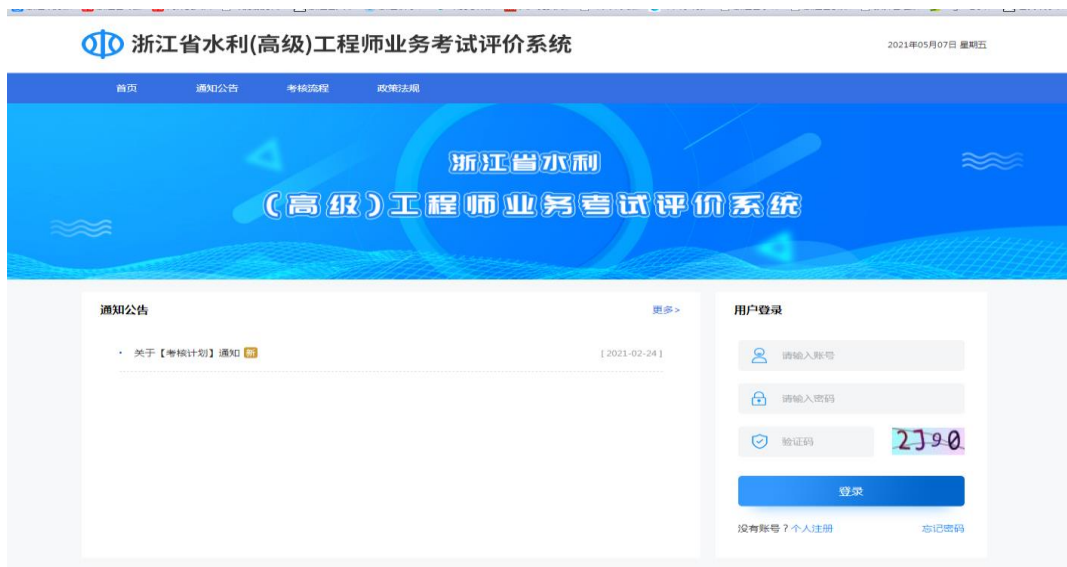 浙江省水利(高级)工程师业务考试评价系统
2021年05月07日 星期五
首页 通知公告 考核流程 政策法规
浙江省水利
(高级)工程师业务考试评价系统
通知公告 更多>
· 关于【考核计划】通知 新 [ 2021-02-24 ]
用户登录
请输入账号
请输入密码
验证码 2J90
登录
没有账号？个人注册 忘记密码